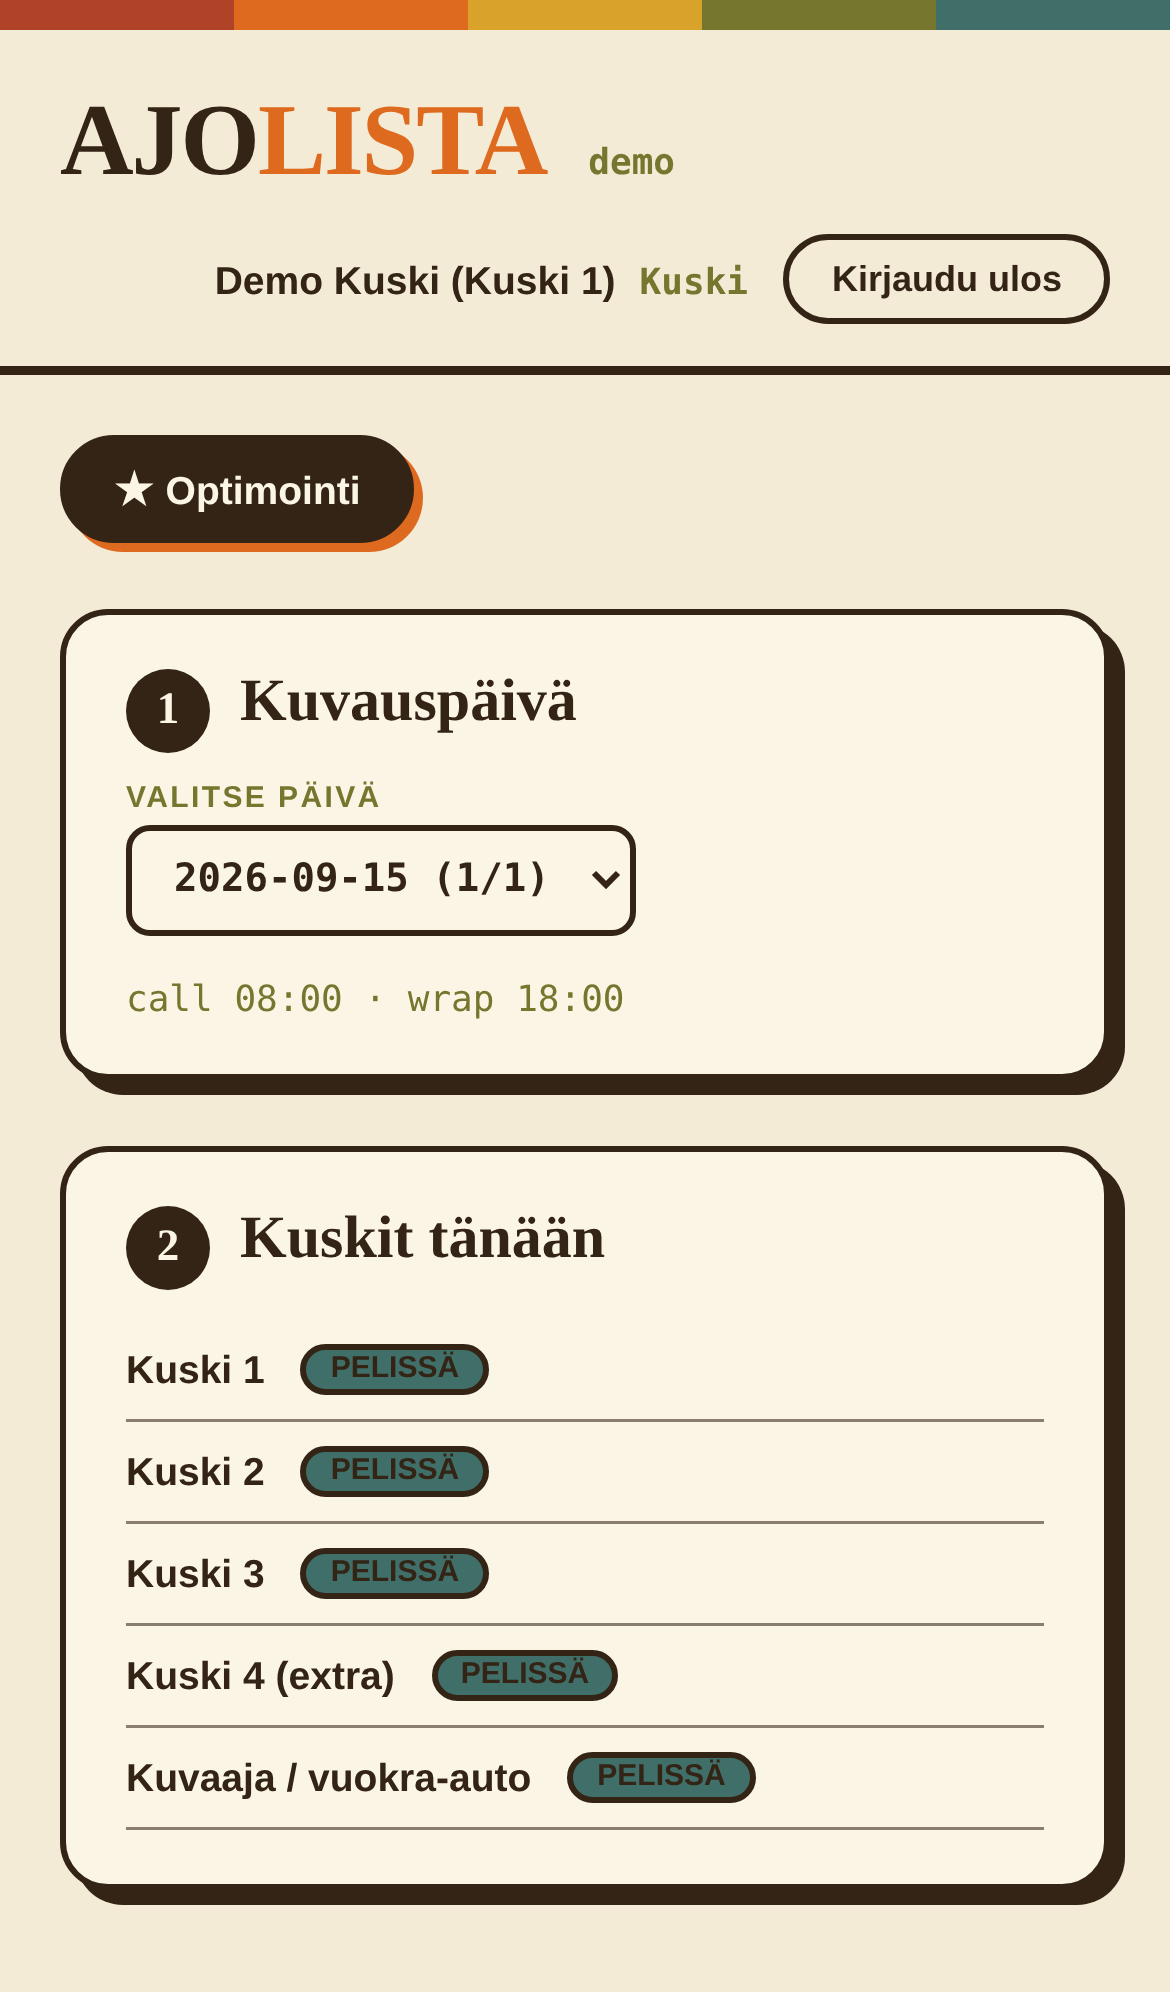 AJOLISTA demo
Demo Kuski (Kuski 1) Kuski Kirjaudu ulos
★ Optimointi
1 Kuvauspäivä
VALITSE PÄIVÄ
2026-09-15 (1/1)
call 08:00 · wrap 18:00
2 Kuskit tänään
Kuski 1 PELISSÄ
Kuski 2 PELISSÄ
Kuski 3 PELISSÄ
Kuski 4 (extra) PELISSÄ
Kuvaaja / vuokra-auto PELISSÄ